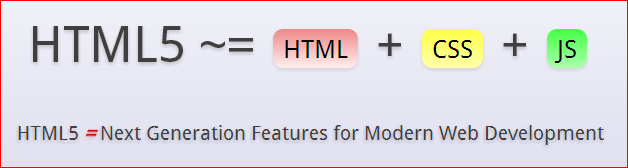 HTML5 ~= HTML + CSS + JS
HTML5 = Next Generation Features for Modern Web Development